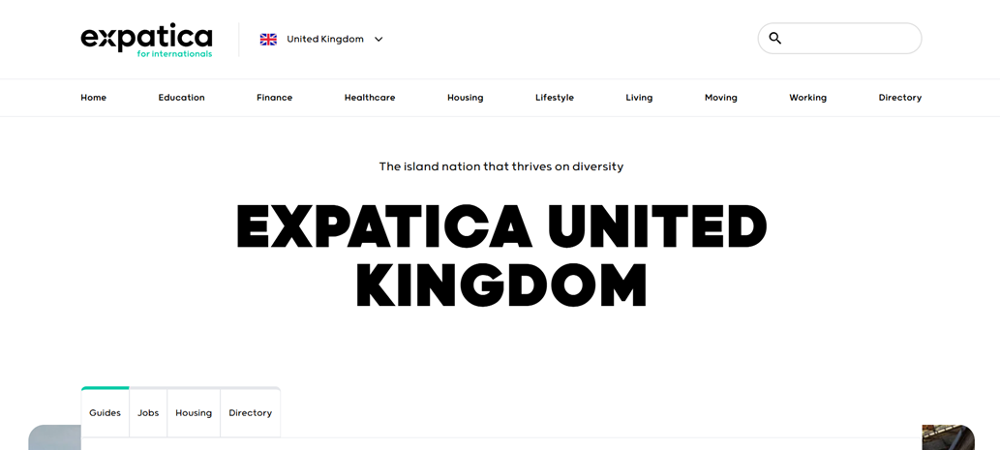 expatica
for internationals
United Kingdom
Home Education Finance Healthcare Housing Lifestyle Living Moving Working Directory
The island nation that thrives on diversity
EXPATICA UNITED
KINGDOM
Guides Jobs Housing Directory